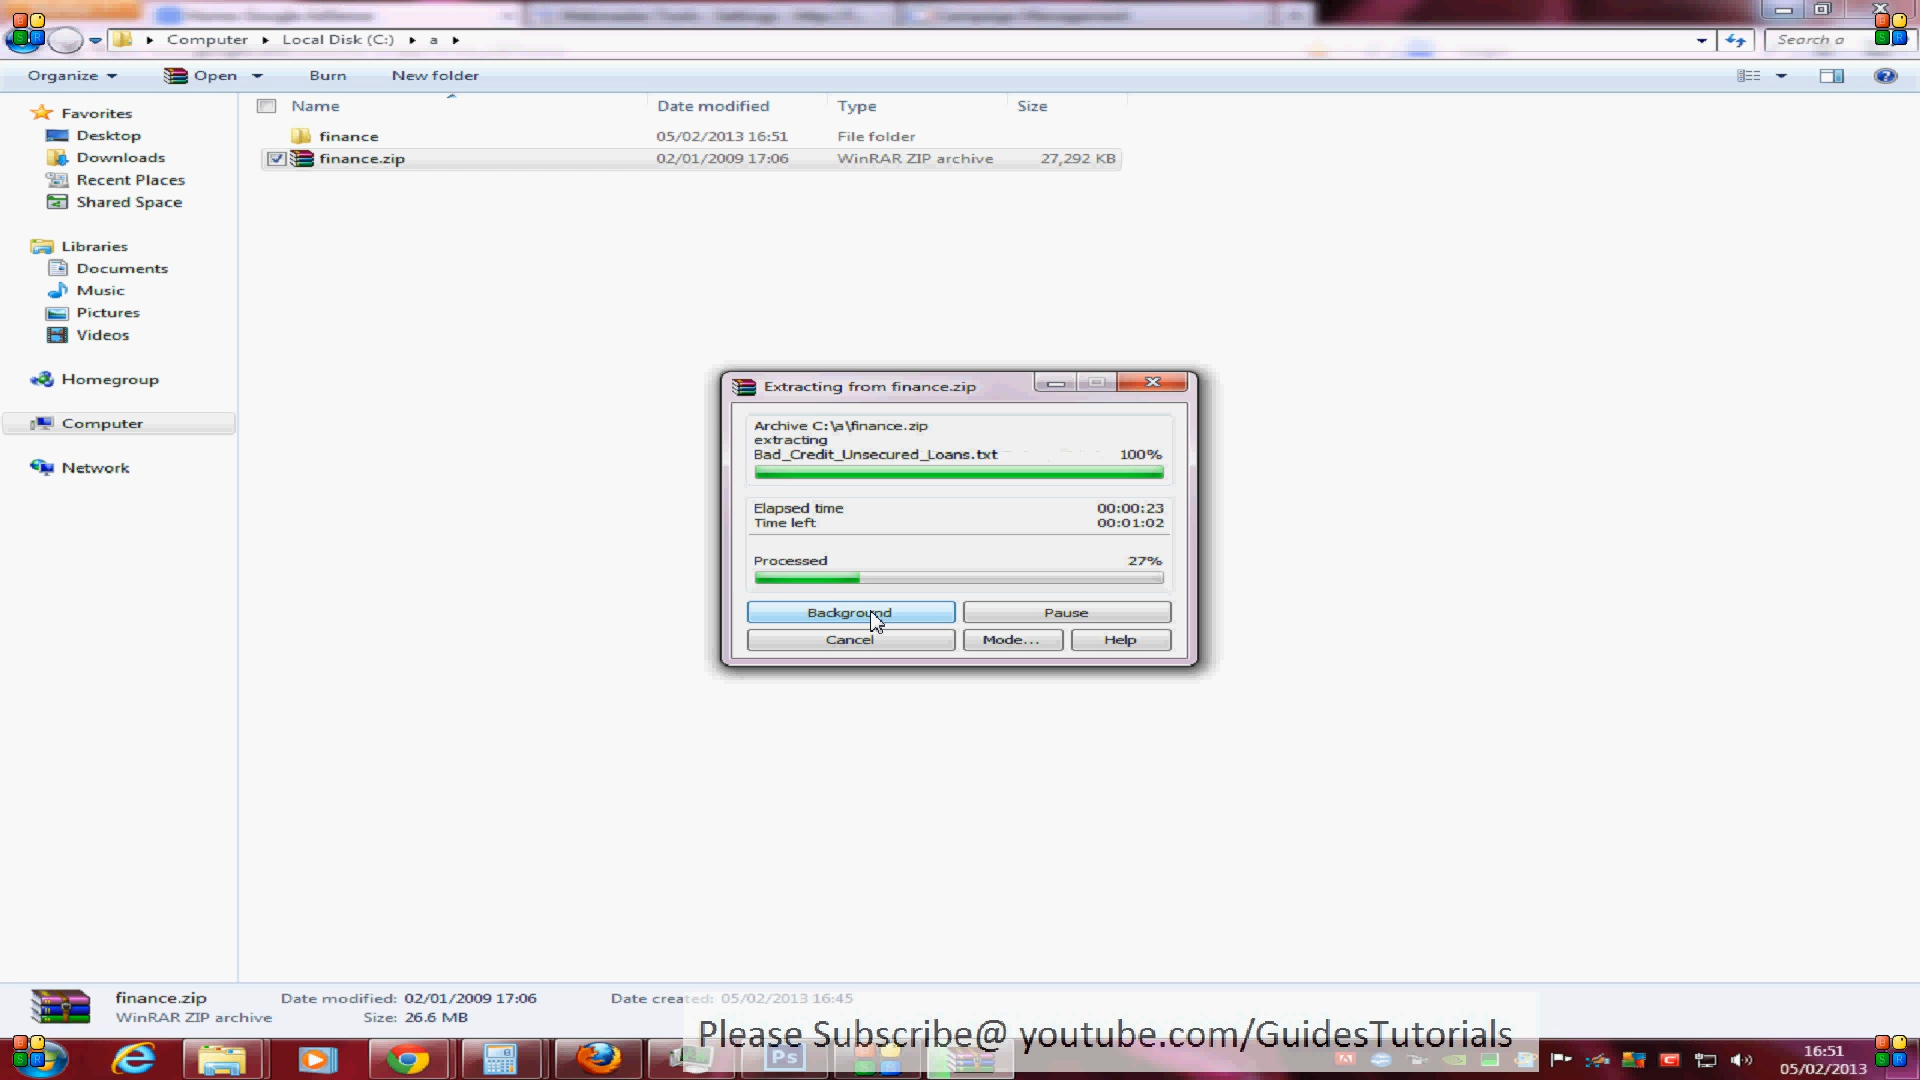 Computer Local Disk (C:) a
Search a
Organize Open Burn New folder
Name Date modified Type Size
finance 05/02/2013 16:51 File folder
finance.zip 02/01/2009 17:06 WinRAR ZIP archive 27,292 KB
Favorites
Desktop
Downloads
Recent Places
Shared Space
Libraries
Documents
Music
Pictures
Videos
Homegroup
Computer
Network
Extracting from finance.zip
Archive C:\a\finance.zip
extracting
Bad_Credit_Unsecured_Loans.txt 100%
Elapsed time 00:00:23
Time left 00:01:02
Processed 27%
Background Pause
Cancel Mode... Help
finance.zip Date modified: 02/01/2009 17:06 Date created: 05/02/2013 16:45
WinRAR ZIP archive Size: 26.6 MB
Please Subscribe@ youtube.com/GuidesTutorials
Ps
16:51
05/02/2013